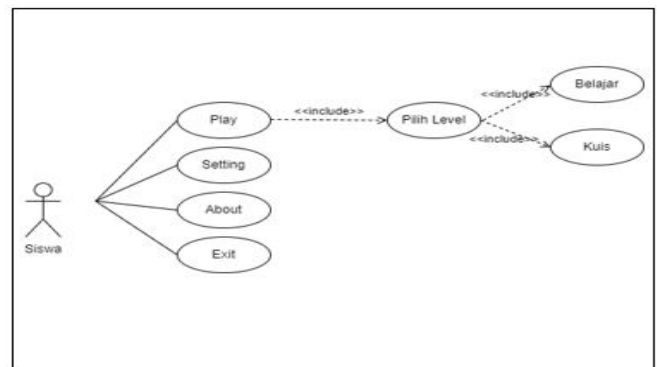 Siswa
Play
Setting
About
Exit
<<include>>
Pilih Level
<<include>>
<<include>>
Belajar
Kuis